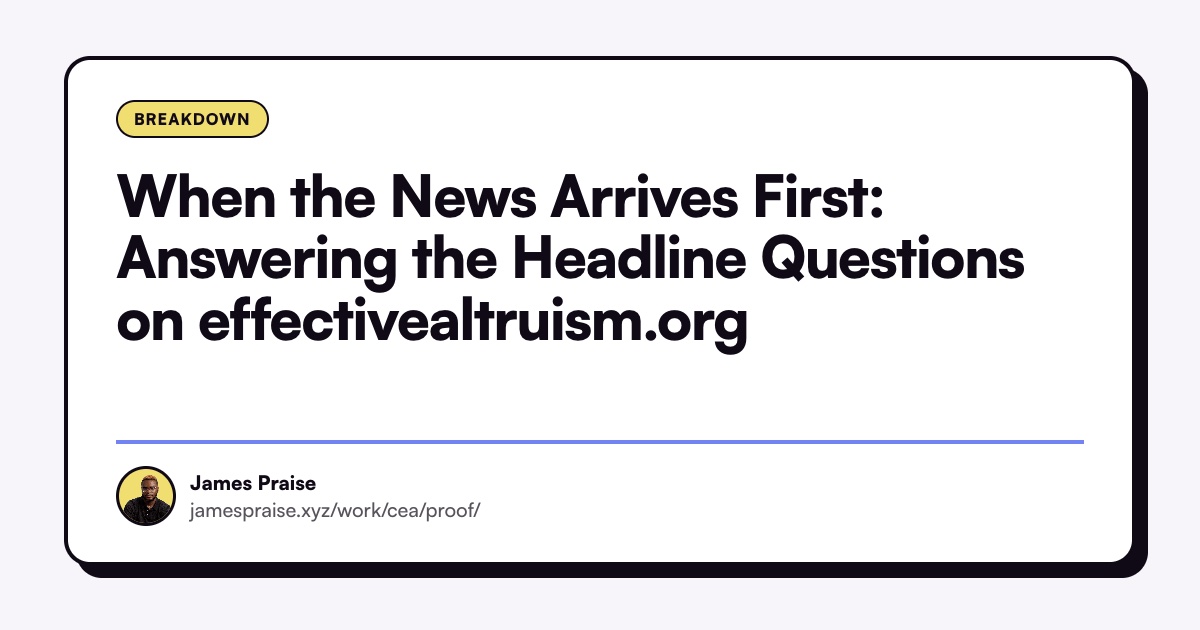 BREAKDOWN
When the News Arrives First:
Answering the Headline Questions
on effectivealtruism.org
James Praise
jamespraise.xyz/work/cea/proof/